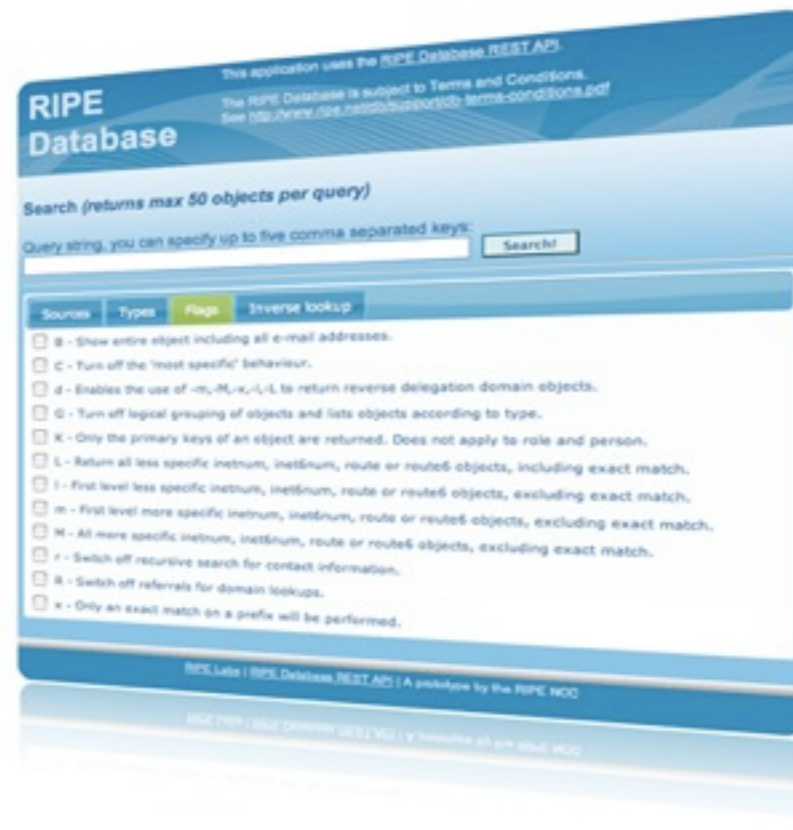 This application uses the RIPE Database REST API.
RIPE
Database
The RIPE Database is subject to Terms and Conditions.
See http://www.ripe.net/db/support/db-terms-conditions.pdf
Search (returns max 50 objects per query)
Query string, you can specify up to five comma separated keys:
Search!
Sources Types Flags Inverse lookup
B - Show entire object including all e-mail addresses.
C - Turn off the 'most specific' behaviour.
d - Enables the use of -m,-M,-x,-l,-L to return reverse delegation domain objects.
G - Turn off logical grouping of objects and lists objects according to type.
K - Only the primary keys of an object are returned. Does not apply to role and person.
L - Return all less specific inetnum, inet6num, route or route6 objects, including exact match.
l - First level less specific inetnum, inet6num, route or route6 objects, excluding exact match.
m - First level more specific inetnum, inet6num, route or route6 objects, excluding exact match.
M - All more specific inetnum, inet6num, route or route6 objects, excluding exact match.
r - Switch off recursive search for contact information.
R - Switch off referrals for domain lookups.
x - Only an exact match on a prefix will be performed.
RIPE Labs | RIPE Database REST API | A prototype by the RIPE NCC